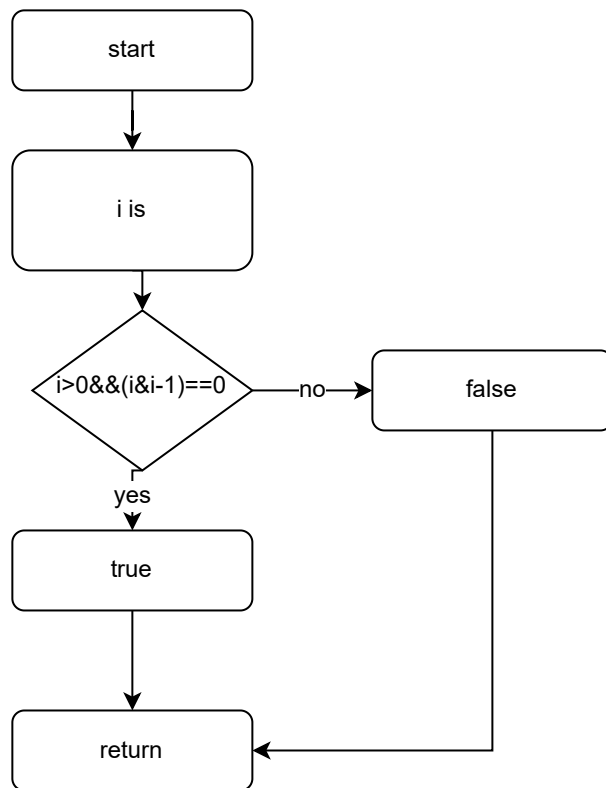 start
i is
i>0&&(i&i-1)==0
no
false
yes
true
return